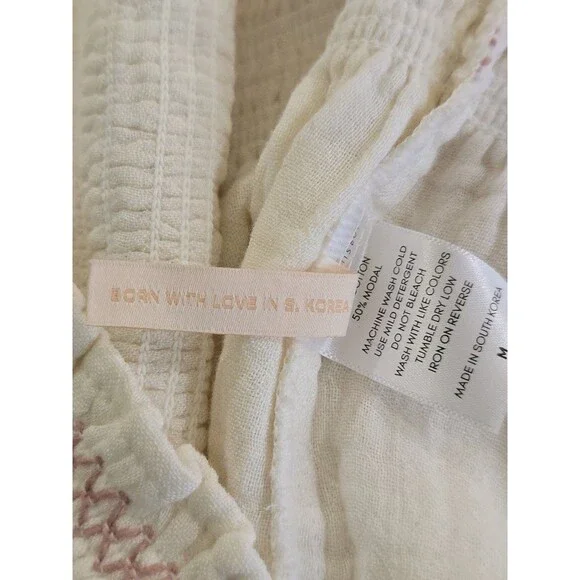 BORN WITH LOVE IN S. KOREA
50% MODAL
MACHINE WASH COLD
USE MILD DETERGENT
DO NOT BLEACH
WASH WITH LIKE COLORS
TUMBLE DRY LOW
IRON ON REVERSE
MADE IN SOUTH KOREA
M